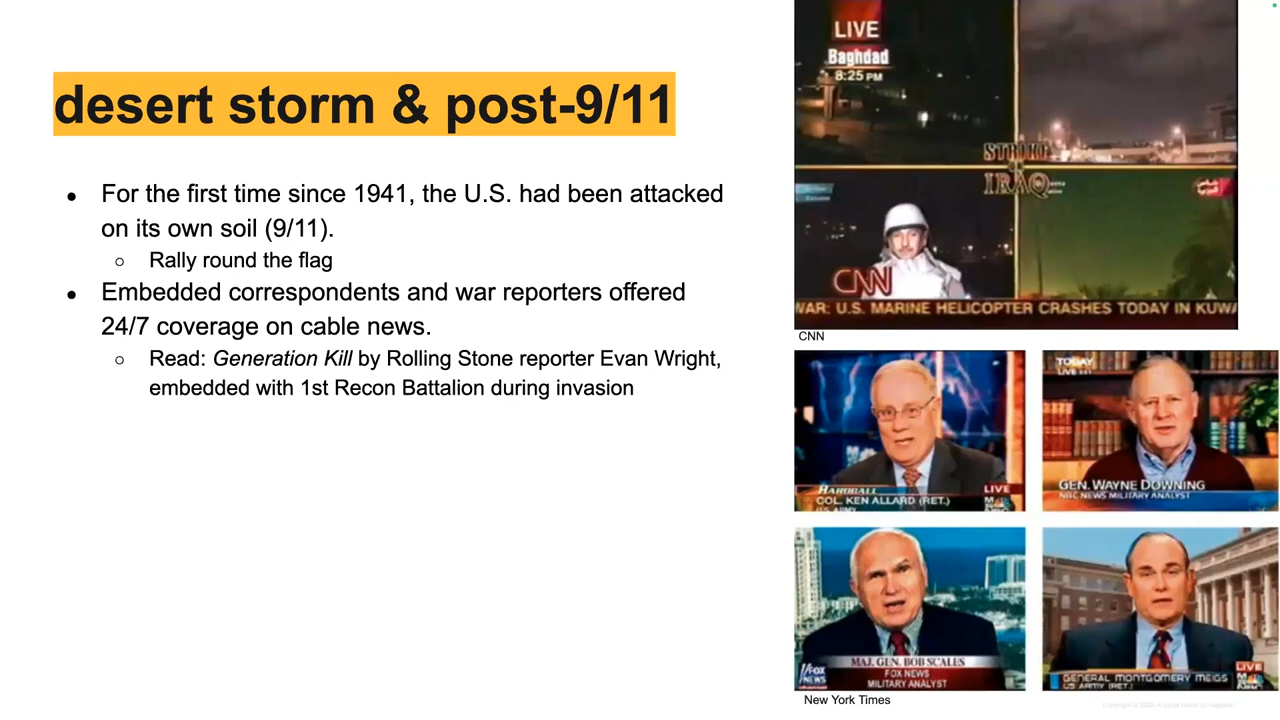 desert storm & post-9/11
● For the first time since 1941, the U.S. had been attacked
on its own soil (9/11).
○ Rally round the flag
● Embedded correspondents and war reporters offered
24/7 coverage on cable news.
○ Read: Generation Kill by Rolling Stone reporter Evan Wright,
embedded with 1st Recon Battalion during invasion
LIVE
Baghdad
8:25 PM
STRIKE
IRAQ
CNN
WAR: U.S. MARINE HELICOPTER CRASHES TODAY IN KUWA
CNN
HARDBALL
LIVE
COL. KEN ALLARD (RET.)
U.S. ARMY
TODAY
LIVE
GEN. WAYNE DOWNING
NBC NEWS MILITARY ANALYST
MAJ. GEN. BOB SCALES
FOX NEWS
MILITARY ANALYST
FOX
NEWS
LIVE
GENERAL MONTGOMERY MEIGS
US ARMY (RET.)
New York Times